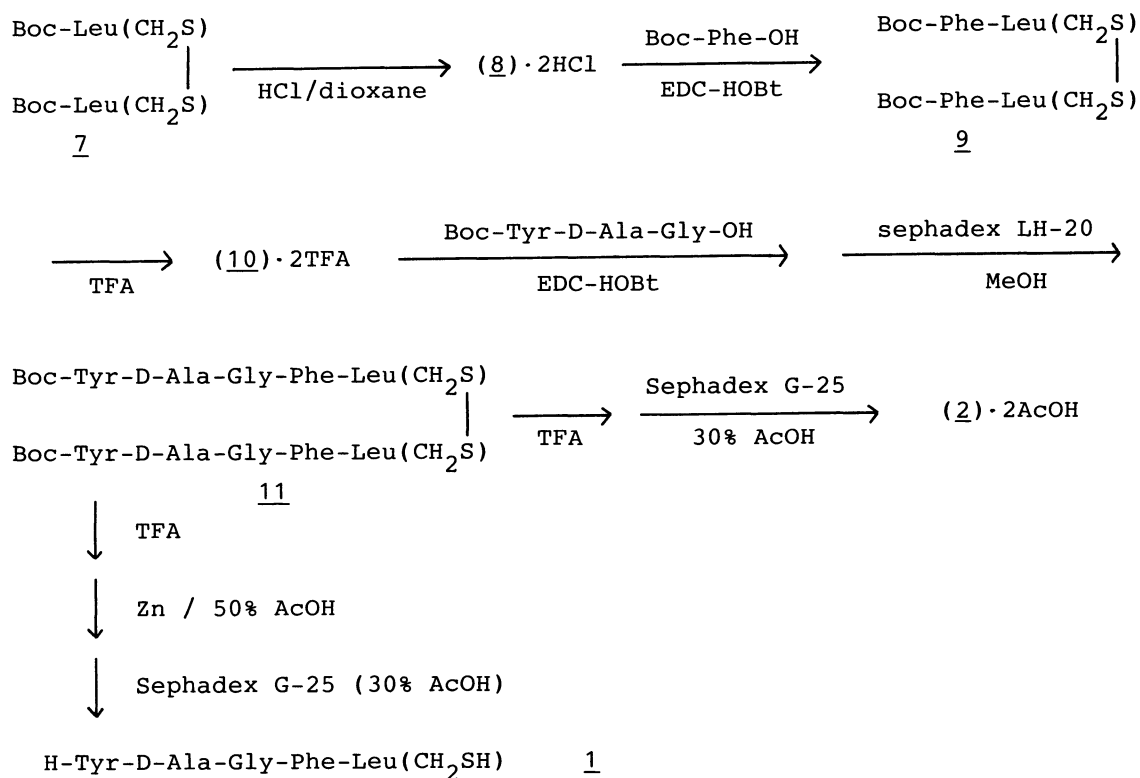 Boc-Leu(CH2S)
Boc-Leu(CH2S)
7
HCl/dioxane
(8)·2HCl
Boc-Phe-OH
EDC-HOBt
Boc-Phe-Leu(CH2S)
Boc-Phe-Leu(CH2S)
9
TFA
(10)·2TFA
Boc-Tyr-D-Ala-Gly-OH
EDC-HOBt
sephadex LH-20
MeOH
Boc-Tyr-D-Ala-Gly-Phe-Leu(CH2S)
Boc-Tyr-D-Ala-Gly-Phe-Leu(CH2S)
11
TFA
Sephadex G-25
30% AcOH
(2)·2AcOH
TFA
Zn / 50% AcOH
Sephadex G-25 (30% AcOH)
H-Tyr-D-Ala-Gly-Phe-Leu(CH2SH) 1